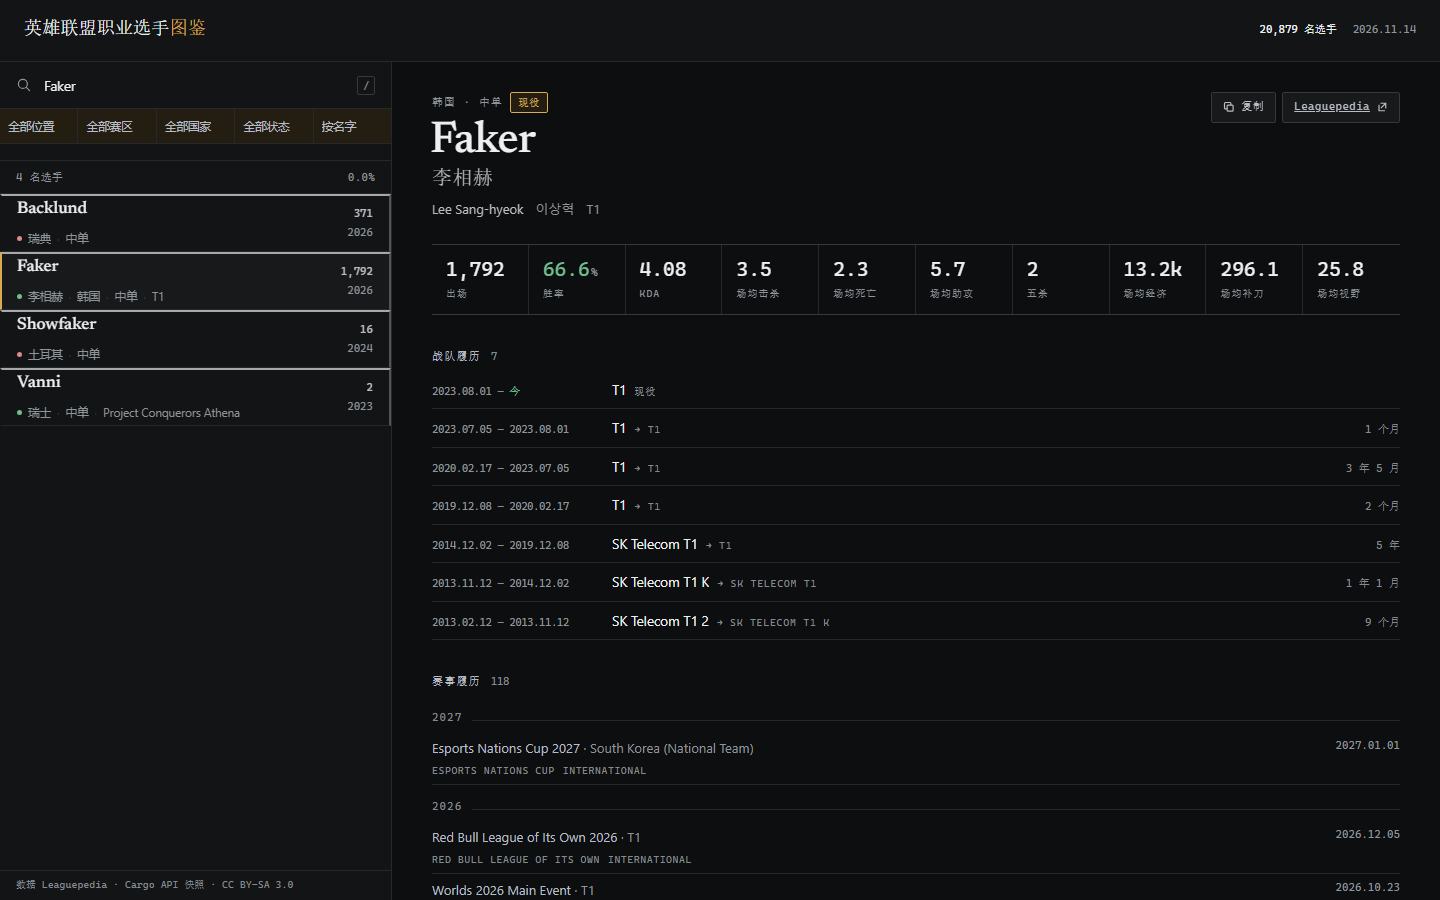 英雄联盟职业选手图鉴
20,879 名选手 2026.11.14
Faker /
全部位置 全部赛区 全部国家 全部状态 按名字
4 名选手 0.0%
Backlund 371
瑞典 · 中单 2026
Faker 1,792
李相赫 · 韩国 · 中单 · T1 2026
Showfaker 16
土耳其 · 中单 2024
Vanni 2
瑞士 · 中单 · Project Conquerors Athena 2023
数据 Leaguepedia · Cargo API 快照 · CC BY-SA 3.0
韩国 · 中单 现役
复制 Leaguepedia
Faker
李相赫
Lee Sang-hyeok 이상혁 T1
1,792 66.6% 4.08 3.5 2.3 5.7 2 13.2k 296.1 25.8
出场 胜率 KDA 场均击杀 场均死亡 场均助攻 五杀 场均经济 场均补刀 场均视野
战队履历 7
2023.08.01 — 今 T1 现役
2023.07.05 — 2023.08.01 T1 → T1 1 个月
2020.02.17 — 2023.07.05 T1 → T1 3 年 5 月
2019.12.08 — 2020.02.17 T1 → T1 2 个月
2014.12.02 — 2019.12.08 SK Telecom T1 → T1 5 年
2013.11.12 — 2014.12.02 SK Telecom T1 K → SK TELECOM T1 1 年 1 月
2013.02.12 — 2013.11.12 SK Telecom T1 2 → SK TELECOM T1 K 9 个月
赛事履历 118
2027
Esports Nations Cup 2027 · South Korea (National Team) 2027.01.01
ESPORTS NATIONS CUP INTERNATIONAL
2026
Red Bull League of Its Own 2026 · T1 2026.12.05
RED BULL LEAGUE OF ITS OWN INTERNATIONAL
Worlds 2026 Main Event · T1 2026.10.23